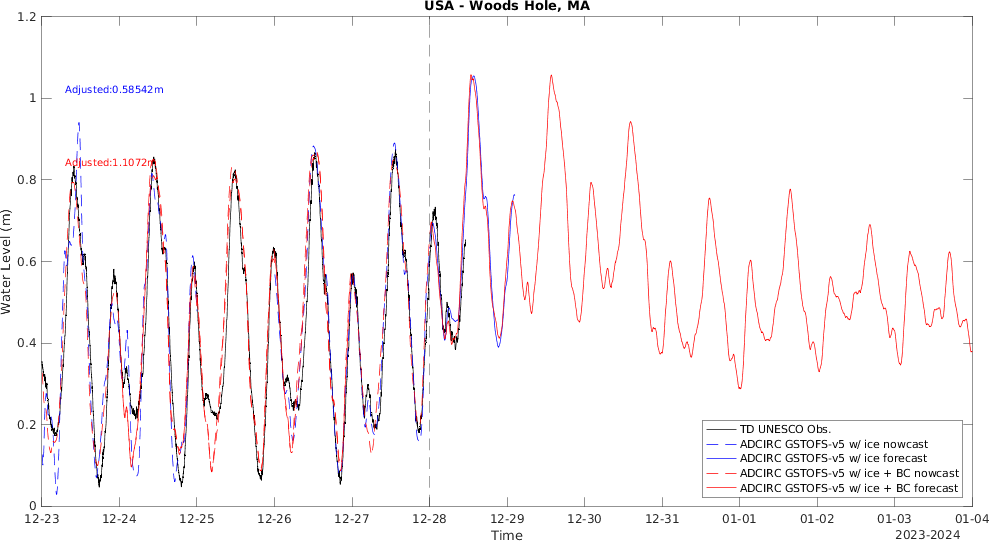 USA - Woods Hole, MA
1.2
1
0.8
0.6
0.4
0.2
0
Water Level (m)
Adjusted:0.58542m
Adjusted:1.1072m
TD UNESCO Obs.
ADCIRC GSTOFS-v5 w/ ice nowcast
ADCIRC GSTOFS-v5 w/ ice forecast
ADCIRC GSTOFS-v5 w/ ice + BC nowcast
ADCIRC GSTOFS-v5 w/ ice + BC forecast
12-23 12-24 12-25 12-26 12-27 12-28 12-29 12-30 12-31 01-01 01-02 01-03 01-04
Time
2023-2024